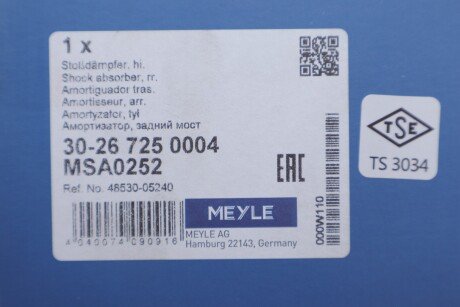 1 x
Stoßdämpfer, hi.
Shock absorber, rr.
Amortiguador tras.
Amortisseur, arr.
Amortyzator, tył
Амортизатор, задний мост
30-26 725 0004
MSA0252
Ref. No. 48530-05240
EAC
MEYLE
MEYLE AG
Hamburg 22143, Germany
4 040074 090916
000W110
TSE
TS 3034